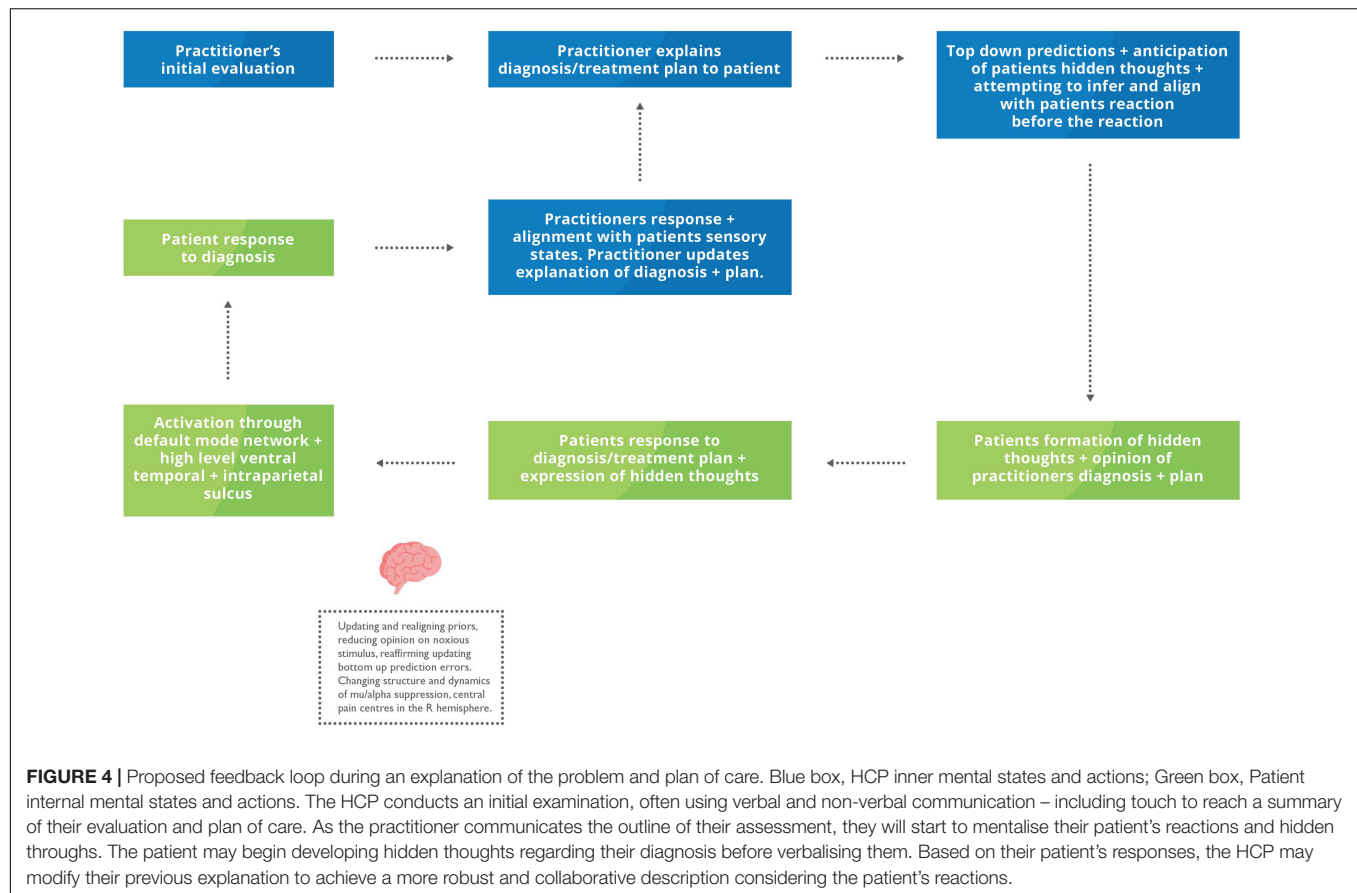 Practitioner's
initial evaluation
Practitioner explains
diagnosis/treatment plan to patient
Top down predictions + anticipation
of patients hidden thoughts +
attempting to infer and align
with patients reaction
before the reaction
Patient response
to diagnosis
Practitioners response +
alignment with patients sensory
states. Practitioner updates
explanation of diagnosis + plan.
Activation through
default mode network +
high level ventral
temporal + intraparietal
sulcus
Patients response to
diagnosis/treatment plan +
expression of hidden thoughts
Patients formation of hidden
thoughts + opinion of
practitioners diagnosis + plan
Updating and realigning priors,
reducing opinion on noxious
stimulus, reaffirming updating
bottom up prediction errors.
Changing structure and dynamics
of mu/alpha suppression, central
pain centres in the R hemisphere.
FIGURE 4 | Proposed feedback loop during an explanation of the problem and plan of care. Blue box, HCP inner mental states and actions; Green box, Patient
internal mental states and actions. The HCP conducts an initial examination, often using verbal and non-verbal communication – including touch to reach a summary
of their evaluation and plan of care. As the practitioner communicates the outline of their assessment, they will start to mentalise their patient's reactions and hidden
throughs. The patient may begin developing hidden thoughts regarding their diagnosis before verbalising them. Based on their patient's responses, the HCP may
modify their previous explanation to achieve a more robust and collaborative description considering the patient's reactions.